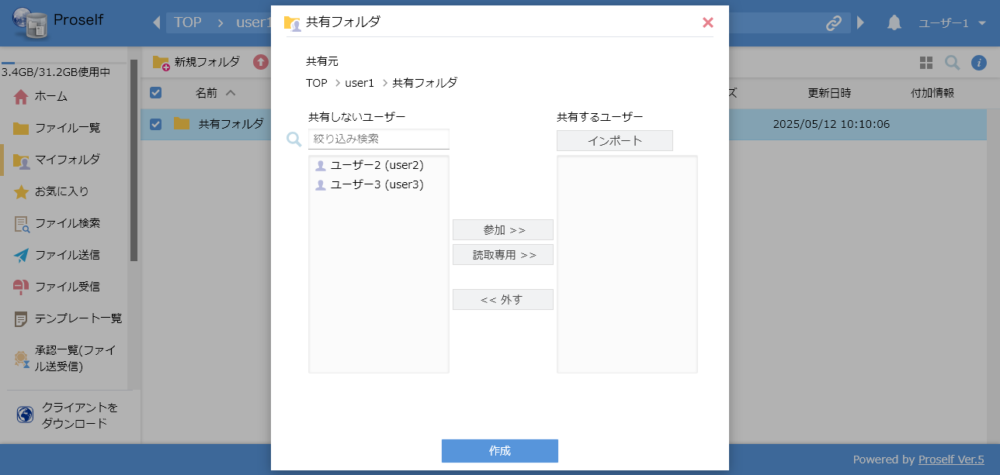 Proself
TOP
user1
ユーザー1
3.4GB/31.2GB使用中
ホーム
ファイル一覧
マイフォルダ
お気に入り
ファイル検索
ファイル送信
ファイル受信
テンプレート一覧
承認一覧(ファイ
ル送受信)
クライアントを
ダウンロード
新規フォルダ
名前
ズ
更新日時
付加情報
共有フォルダ
2025/05/12 10:10:06
共有フォルダ
共有元
TOP > user1 > 共有フォルダ
共有しないユーザー
絞り込み検索
ユーザー2 (user2)
ユーザー3 (user3)
参加 >>
読取専用 >>
<< 外す
共有するユーザー
インポート
作成
Powered by Proself Ver.5